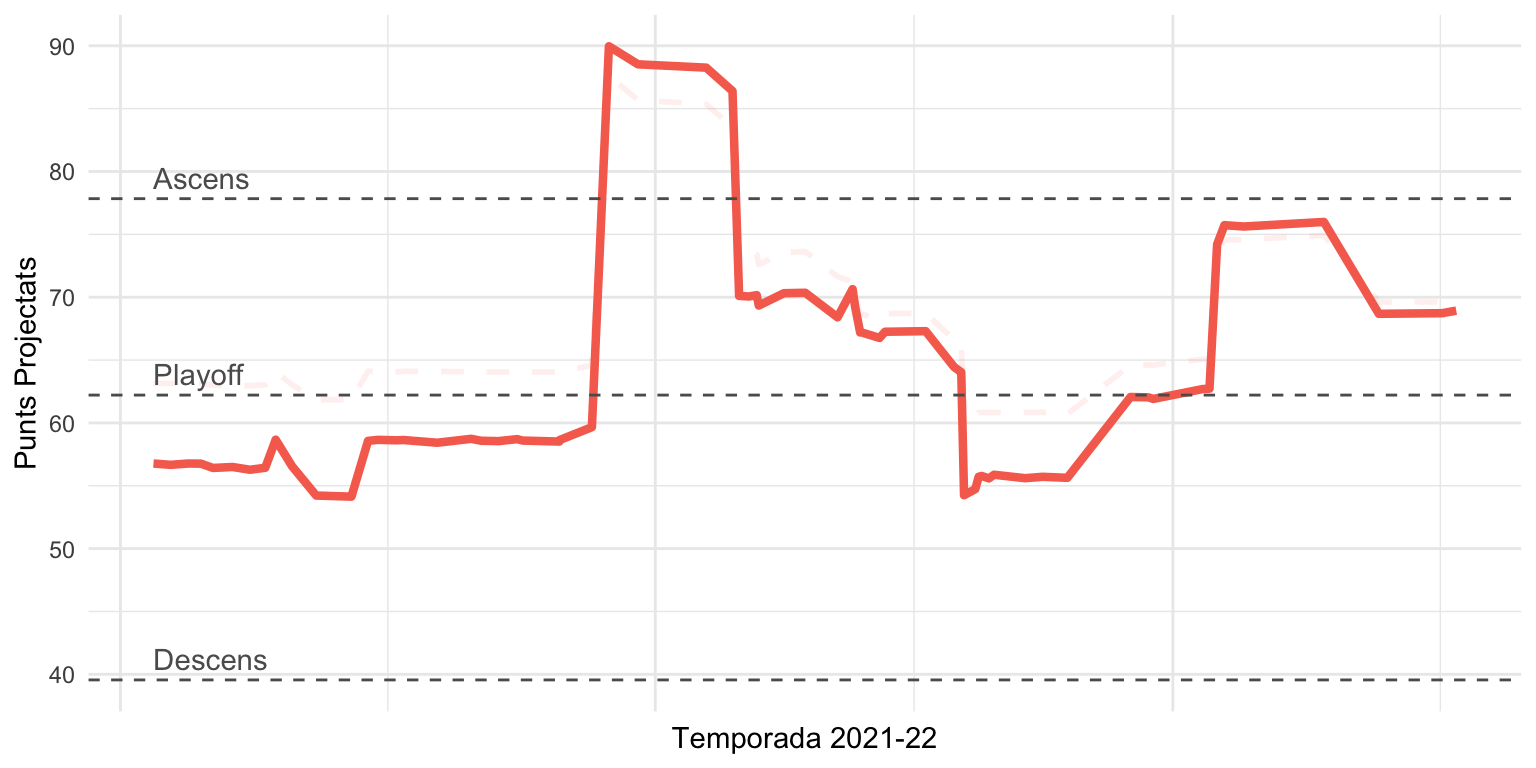 90
80
70
60
50
40
Punts Projectats
Ascens
Playoff
Descens
Temporada 2021-22